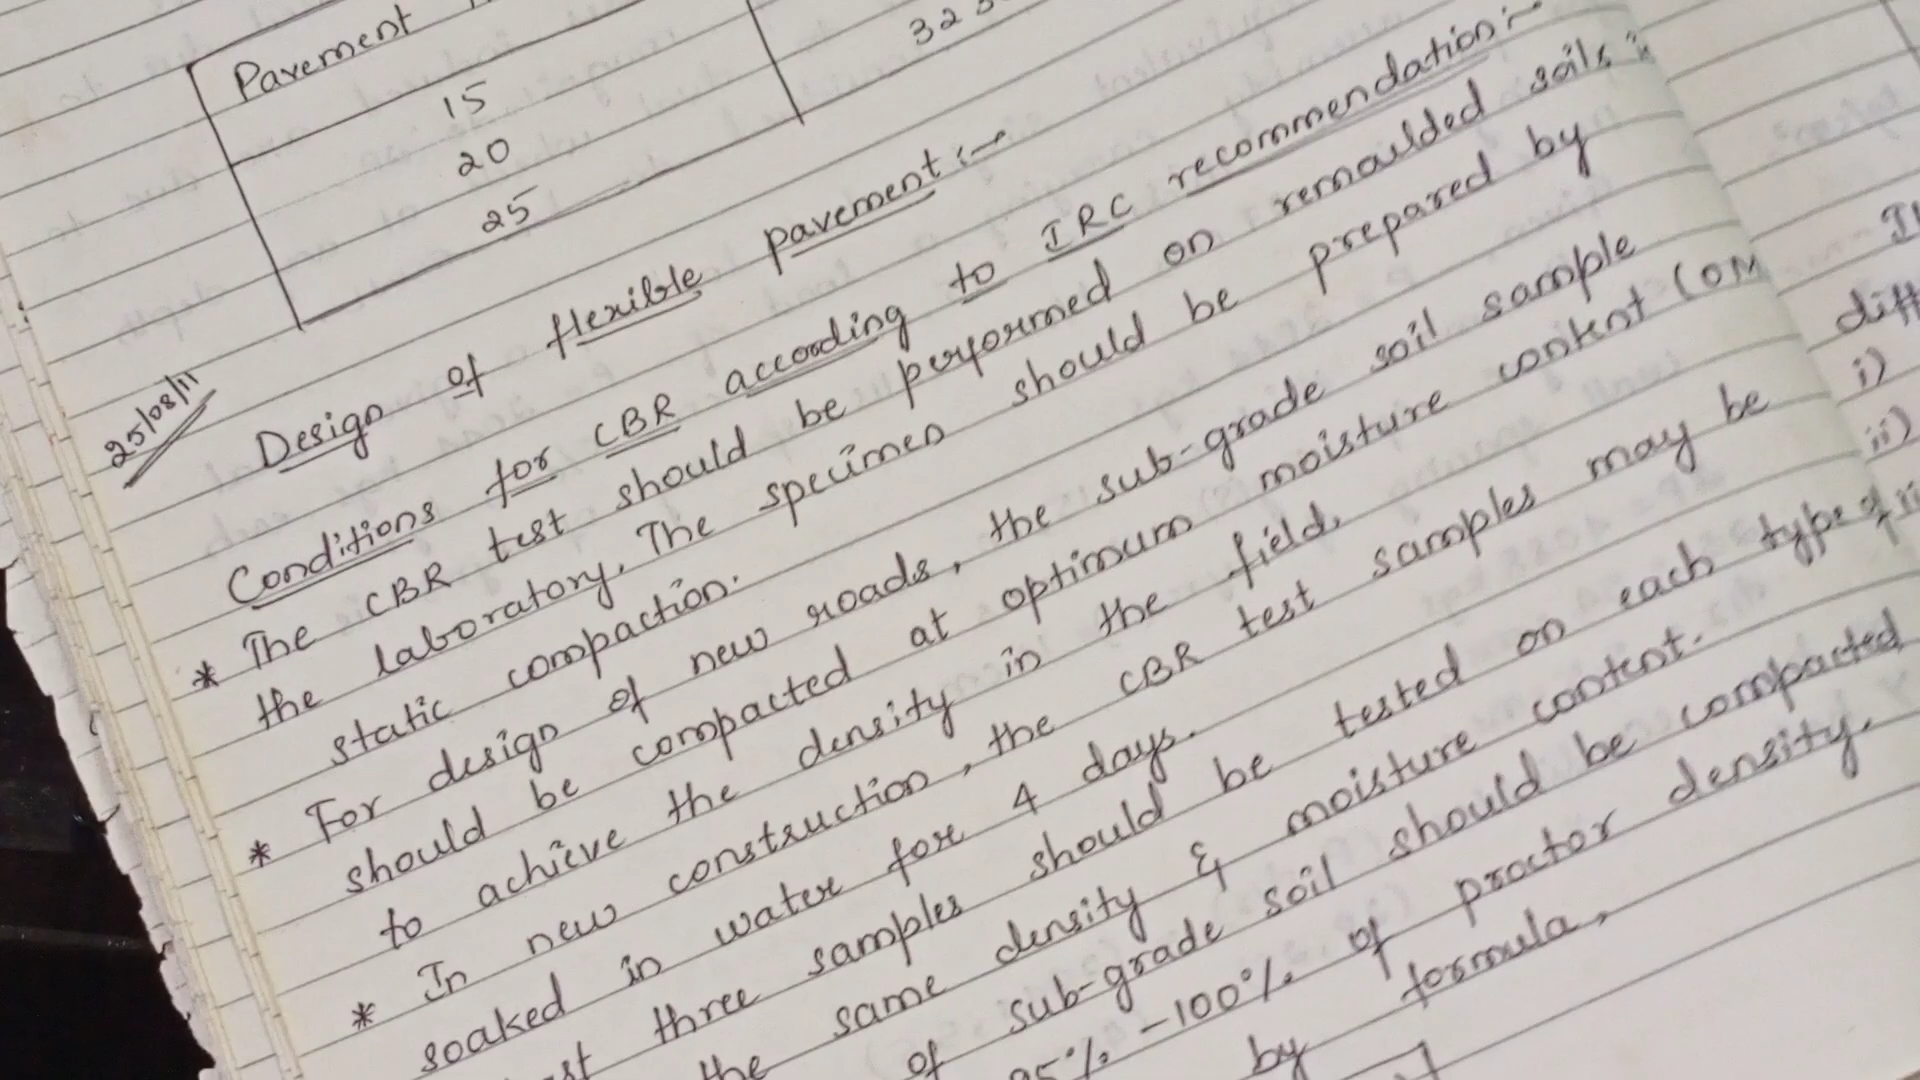 Pavement
15
20
25
25/08/11
Design of flexible pavement :-
Conditions for CBR according to IRC recommendation :-
* The CBR test should be performed on remoulded soils in
the laboratory. The specimen should be prepared by
static compaction.
* For design of new roads, the sub-grade soil sample
should be compacted at optimum moisture content (OM
to achieve the density in the field.
* In new construction, the CBR test samples may be
soaked in water for 4 days.
three samples should be tested on each type of
the same density & moisture content.
of sub-grade soil should be compacted
95% -100% of proctor density.
by formula,
i)
ii)